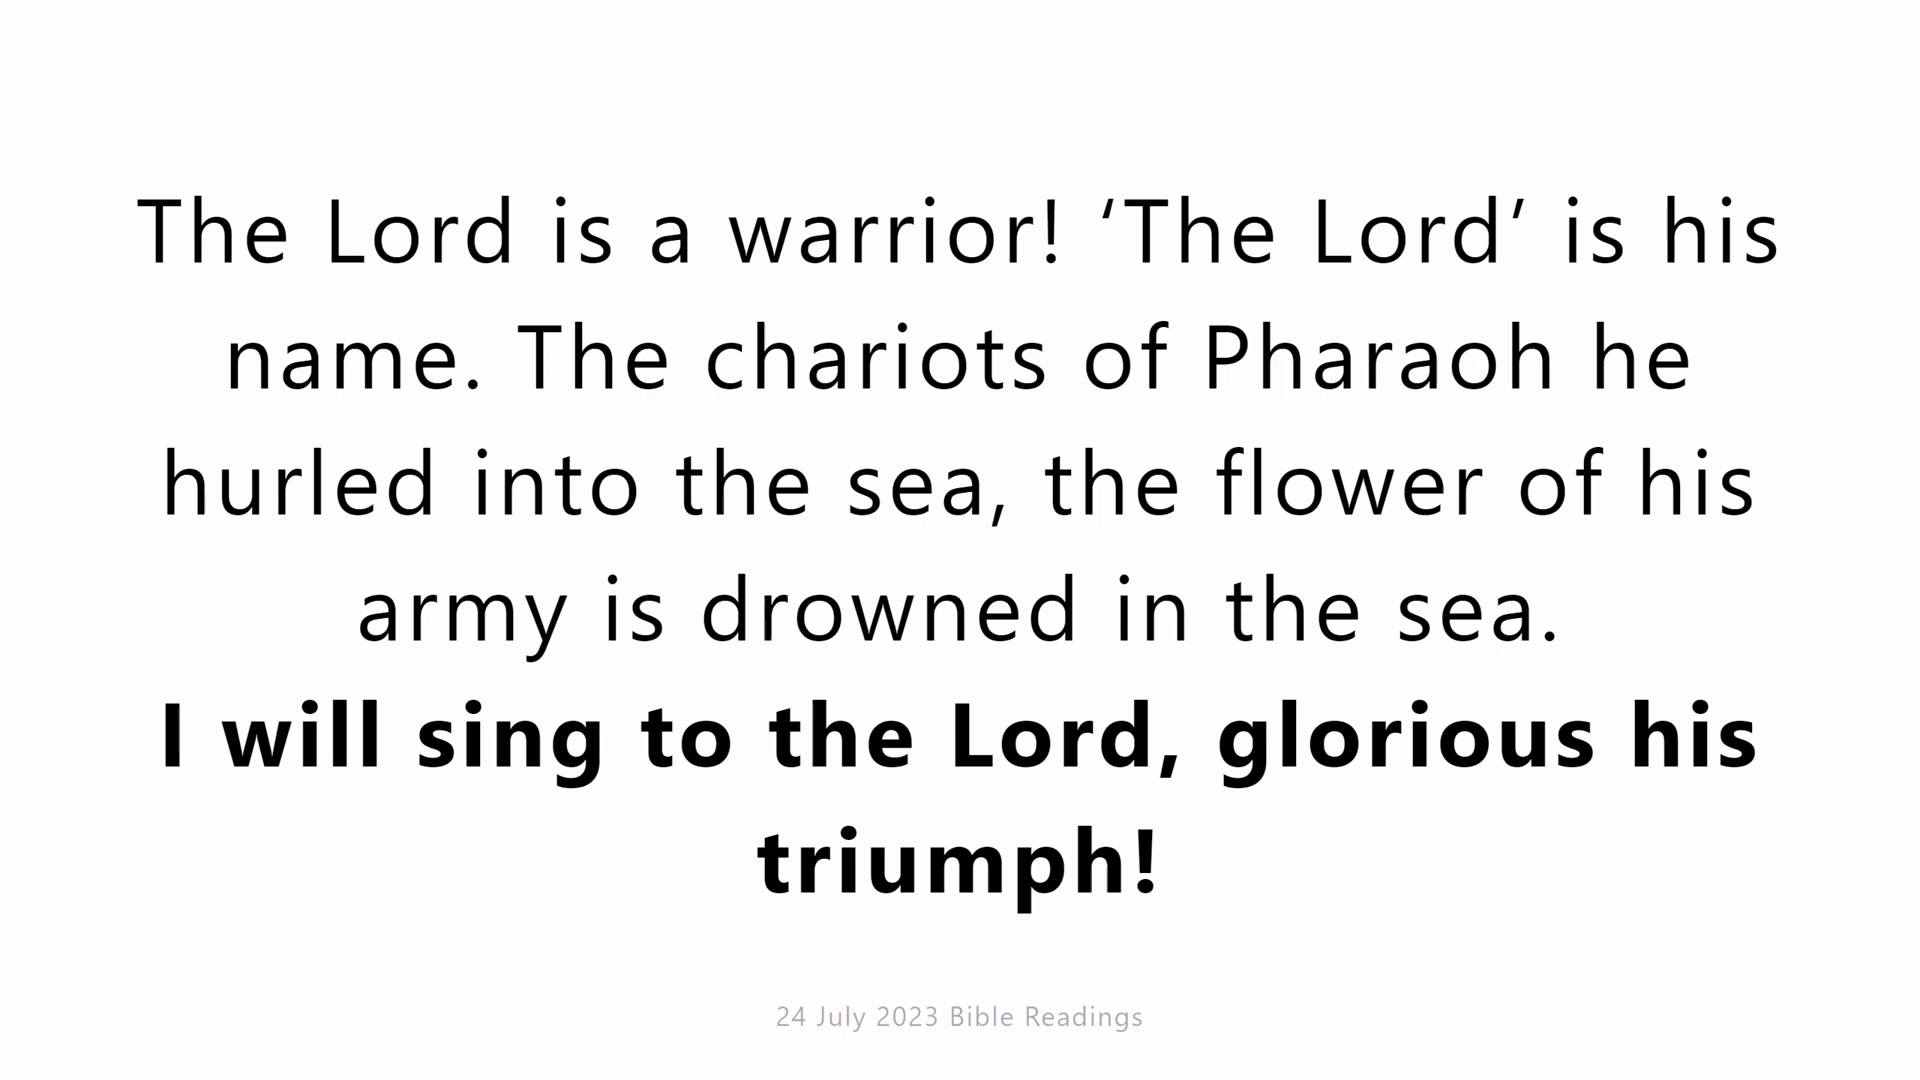 The Lord is a warrior! ‘The Lord’ is his
name. The chariots of Pharaoh he
hurled into the sea, the flower of his
army is drowned in the sea.
I will sing to the Lord, glorious his
triumph!
24 July 2023 Bible Readings